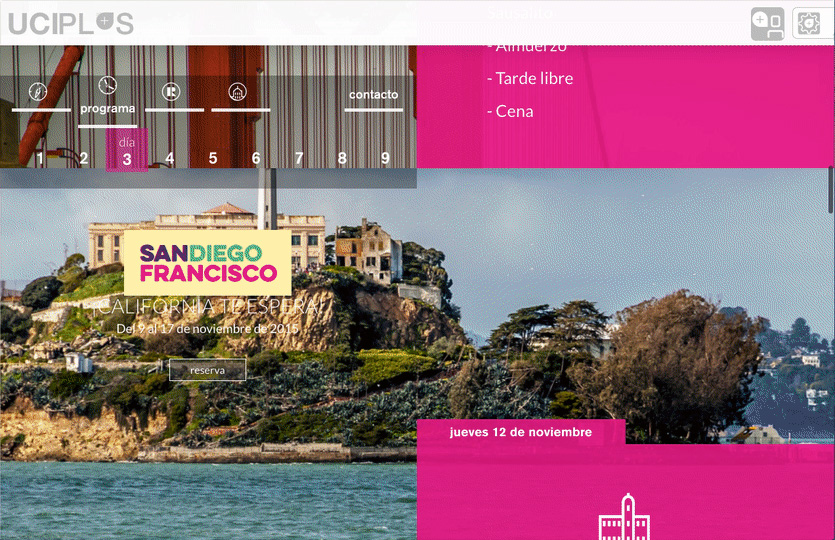 UCIPLUS
- Almuerzo
- Tarde libre
- Cena
programa
contacto
día
1 2 3 4 5 6 7 8 9
SANDIEGO
FRANCISCO
¡CALIFORNIA TE ESPERA!
Del 9 al 17 de noviembre de 2015
reserva
jueves 12 de noviembre